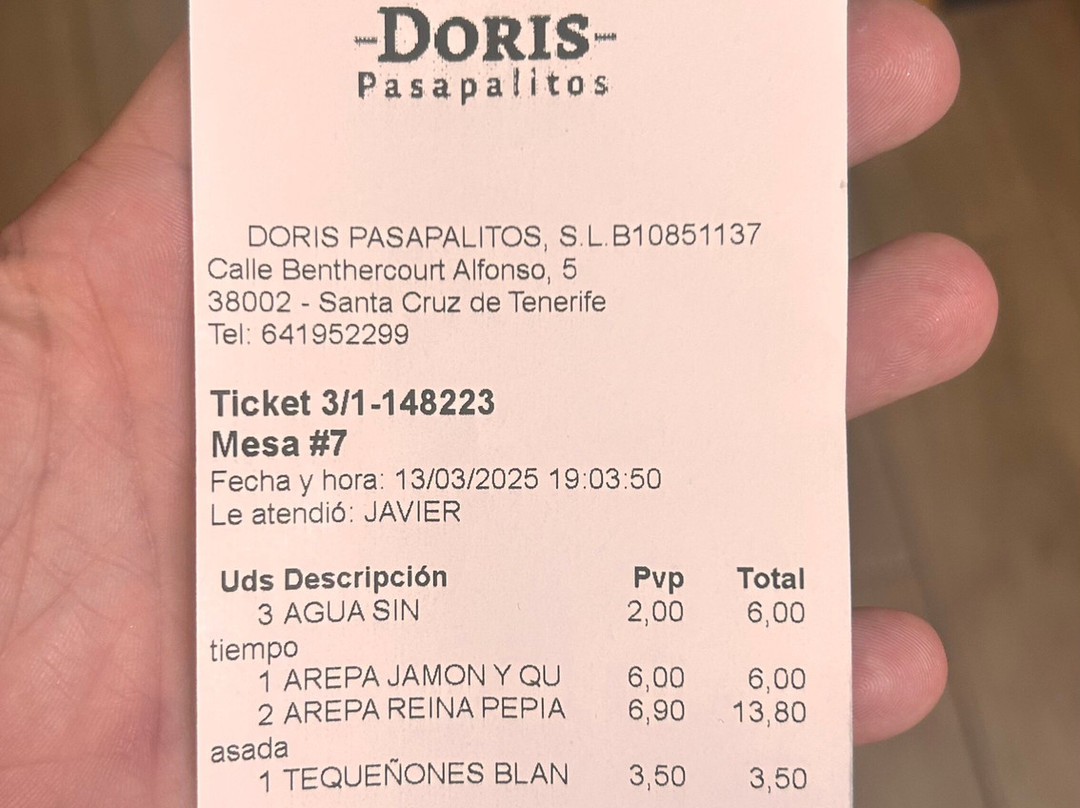 -DORIS-
Pasapalitos
DORIS PASAPALITOS, S.L.B10851137
Calle Benthercourt Alfonso, 5
38002 - Santa Cruz de Tenerife
Tel: 641952299
Ticket 3/1-148223
Mesa #7
Fecha y hora: 13/03/2025 19:03:50
Le atendió: JAVIER
Uds Descripción Pvp Total
3 AGUA SIN 2,00 6,00
tiempo
1 AREPA JAMON Y QU 6,00 6,00
2 AREPA REINA PEPIA 6,90 13,80
asada
1 TEQUEÑONES BLAN 3,50 3,50